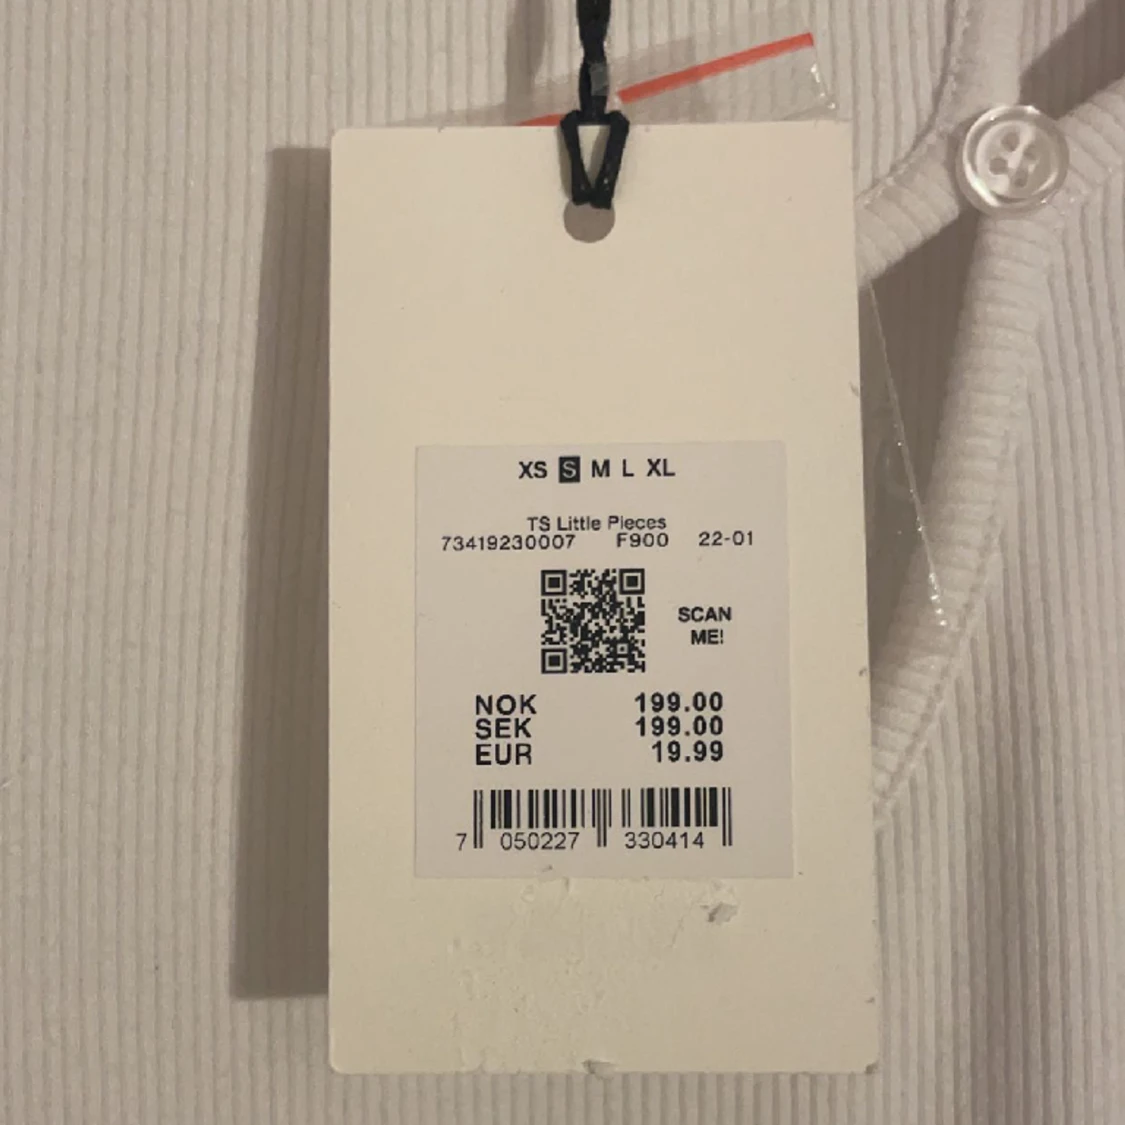 XS S M L XL
TS Little Pieces
73419230007 F900 22-01
SCAN
ME!
NOK 199.00
SEK 199.00
EUR 19.99
7 050227 330414